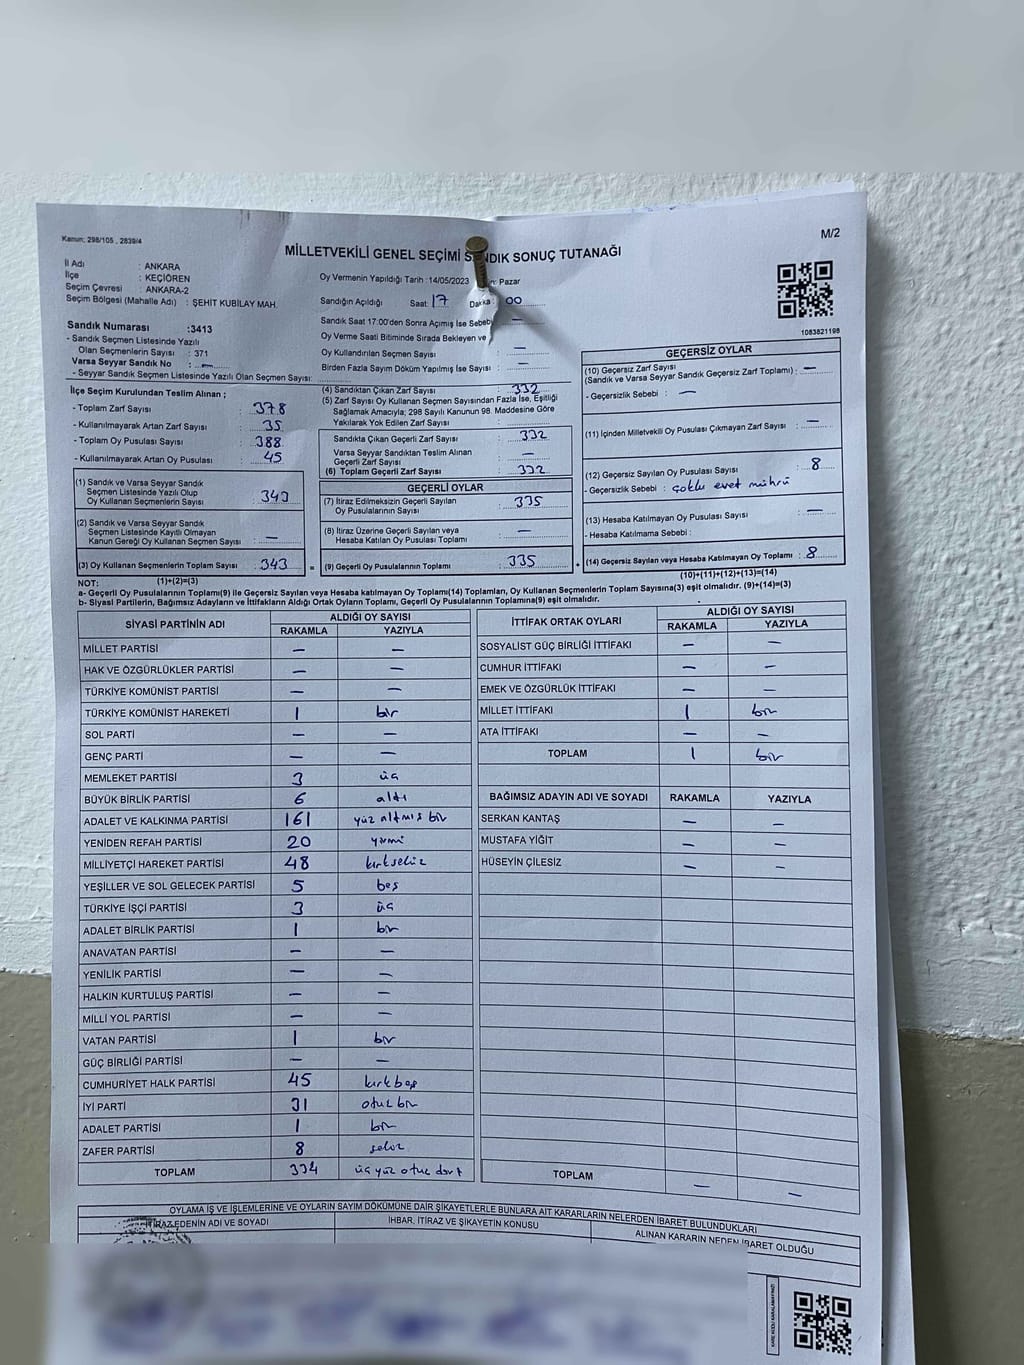 Kanun: 298/105 , 2839/4
M/2
MİLLETVEKİLİ GENEL SEÇİMİ SANDIK SONUÇ TUTANAĞI
İl Adı : ANKARA
İlçe : KEÇİÖREN
Seçim Çevresi : ANKARA-2
Seçim Bölgesi (Mahalle Adı) : ŞEHİT KUBİLAY MAH.
Oy Vermenin Yapıldığı Tarih :14/05/2023 Pazar
Sandığın Açıldığı Saat: 17 Dakka: 00
Sandık Saat 17:00'den Sonra Açımış İse Sebebi —
Oy Verme Saati Bitiminde Sırada Bekleyen ve
Oy Kullandırılan Seçmen Sayısı : —
Birden Fazla Sayım Döküm Yapılmış İse Sayısı : —
1083821198
Sandık Numarası :3413
- Sandık Seçmen Listesinde Yazılı
Olan Seçmenlerin Sayısı : 371
Varsa Seyyar Sandık No : —
- Seyyar Sandık Seçmen Listesinde Yazılı Olan Seçmen Sayısı:
İlçe Seçim Kurulundan Teslim Alınan ;
- Toplam Zarf Sayısı : 378
- Kullanılmayarak Artan Zarf Sayısı : 35
- Toplam Oy Pusulası Sayısı : 388
- Kullanılmayarak Artan Oy Pusulası : 45
(1) Sandık ve Varsa Seyyar Sandık
Seçmen Listesinde Yazılı Olup
Oy Kullanan Seçmenlerin Sayısı : 343
(2) Sandık ve Varsa Seyyar Sandık
Seçmen Listesinde Kayıtlı Olmayan
Kanun Gereği Oy Kullanan Seçmen Sayısı : —
(3) Oy Kullanan Seçmenlerin Toplam Sayısı : 343
(4) Sandıktan Çıkan Zarf Sayısı : 332
(5) Zarf Sayısı Oy Kullanan Seçmen Sayısından Fazla İse, Eşitliği
Sağlamak Amacıyla; 298 Sayılı Kanunun 98. Maddesine Göre
Yakılarak Yok Edilen Zarf Sayısı :
Sandıkta Çıkan Geçerli Zarf Sayısı : 332
Varsa Seyyar Sandıktan Teslim Alınan
Geçerli Zarf Sayısı : —
(6) Toplam Geçerli Zarf Sayısı : 332
GEÇERLİ OYLAR
(7) İtiraz Edilmeksizin Geçerli Sayılan
Oy Pusulalarının Sayısı : 335
(8) İtiraz Üzerine Geçerli Sayılan veya
Hesaba Katılan Oy Pusulası Toplamı : —
= (9) Geçerli Oy Pusulalarının Toplamı : 335
GEÇERSİZ OYLAR
(10) Geçersiz Zarf Sayısı
(Sandık ve Varsa Seyyar Sandık Geçersiz Zarf Toplamı) : —
- Geçersizlik Sebebi : —
(11) İçinden Milletvekili Oy Pusulası Çıkmayan Zarf Sayısı : —
(12) Geçersiz Sayılan Oy Pusulası Sayısı : 8
- Geçersizlik Sebebi : çoklu evet mührü
(13) Hesaba Katılmayan Oy Pusulası Sayısı : —
- Hesaba Katılmama Sebebi :
+ (14) Geçersiz Sayılan veya Hesaba Katılmayan Oy Toplamı : 8
NOT: (1)+(2)=(3)
(10)+(11)+(12)+(13)=(14)
a- Geçerli Oy Pusulalarının Toplamı(9) ile Geçersiz Sayılan veya Hesaba Katılmayan Oy Toplamı(14) Toplamları, Oy Kullanan Seçmenlerin Toplam Sayısına(3) eşit olmalıdır. (9)+(14)=(3)
b- Siyasi Partilerin, Bağımsız Adayların ve İttifakların Aldığı Ortak Oyların Toplamı, Geçerli Oy Pusulalarının Toplamına(9) eşit olmalıdır.
SİYASİ PARTİNİN ADI ALDIĞI OY SAYISI
RAKAMLA YAZIYLA
MİLLET PARTİSİ — —
HAK VE ÖZGÜRLÜKLER PARTİSİ — —
TÜRKİYE KOMÜNİST PARTİSİ — —
TÜRKİYE KOMÜNİST HAREKETİ 1 bir
SOL PARTİ — —
GENÇ PARTİ — —
MEMLEKET PARTİSİ 3 üç
BÜYÜK BİRLİK PARTİSİ 6 altı
ADALET VE KALKINMA PARTİSİ 161 yüz altmış bir
YENİDEN REFAH PARTİSİ 20 yirmi
MİLLİYETÇİ HAREKET PARTİSİ 48 kırksekiz
YEŞİLLER VE SOL GELECEK PARTİSİ 5 beş
TÜRKİYE İŞÇİ PARTİSİ 3 üç
ADALET BİRLİK PARTİSİ 1 bir
ANAVATAN PARTİSİ — —
YENİLİK PARTİSİ — —
HALKIN KURTULUŞ PARTİSİ — —
MİLLİ YOL PARTİSİ — —
VATAN PARTİSİ 1 bir
GÜÇ BİRLİĞİ PARTİSİ — —
CUMHURİYET HALK PARTİSİ 45 kırkbeş
İYİ PARTİ 31 otuz bir
ADALET PARTİSİ 1 bir
ZAFER PARTİSİ 8 sekiz
TOPLAM 334 üç yüz otuz dört
İTTİFAK ORTAK OYLARI ALDIĞI OY SAYISI
RAKAMLA YAZIYLA
SOSYALİST GÜÇ BİRLİĞİ İTTİFAKI — —
CUMHUR İTTİFAKI — —
EMEK VE ÖZGÜRLÜK İTTİFAKI — —
MİLLET İTTİFAKI 1 bir
ATA İTTİFAKI — —
TOPLAM 1 bir
BAĞIMSIZ ADAYIN ADI VE SOYADI RAKAMLA YAZIYLA
SERKAN KANTAŞ — —
MUSTAFA YİĞİT — —
HÜSEYİN ÇİLESİZ — —
TOPLAM — —
OYLAMA İŞ VE İŞLEMLERİNE VE OYLARIN SAYIM DÖKÜMÜNE DAİR ŞİKAYETLERLE BUNLARA AİT KARARLARIN NELERDEN İBARET BULUNDUKLARI
İTİRAZ EDENİN ADI VE SOYADI İHBAR, İTİRAZ VE ŞİKAYETİN KONUSU ALINAN KARARIN NEDEN İBARET OLDUĞU